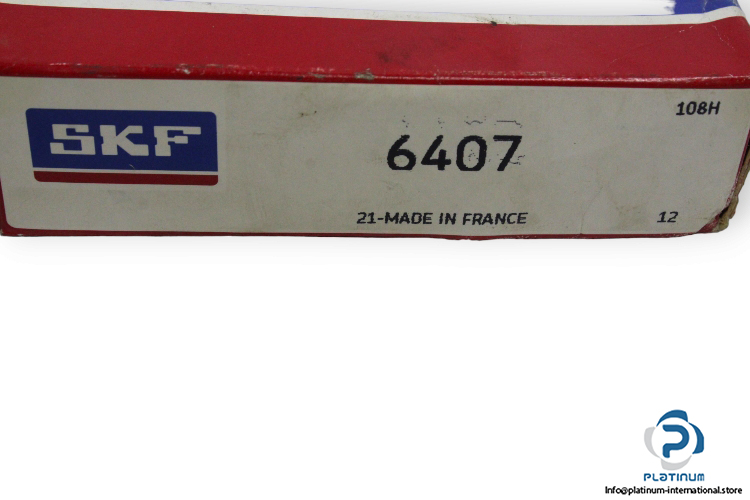 108H
SKF
6407
21-MADE IN FRANCE
12
PLATINUM
Info@platinum-international.store